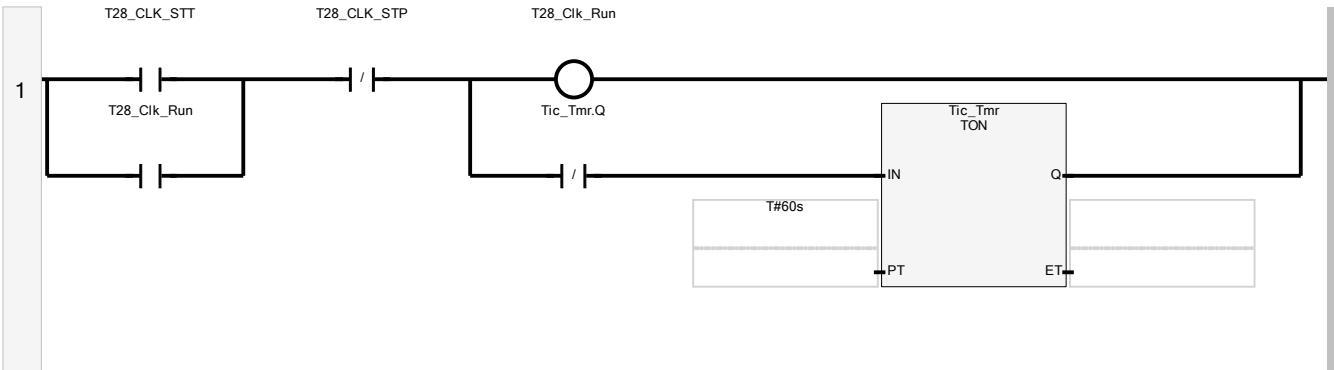 T28_CLK_STT
T28_CLK_STP
T28_Clk_Run
1
/
T28_Clk_Run
Tic_Tmr.Q
Tic_Tmr
TON
/
IN
Q
T#60s
PT
ET